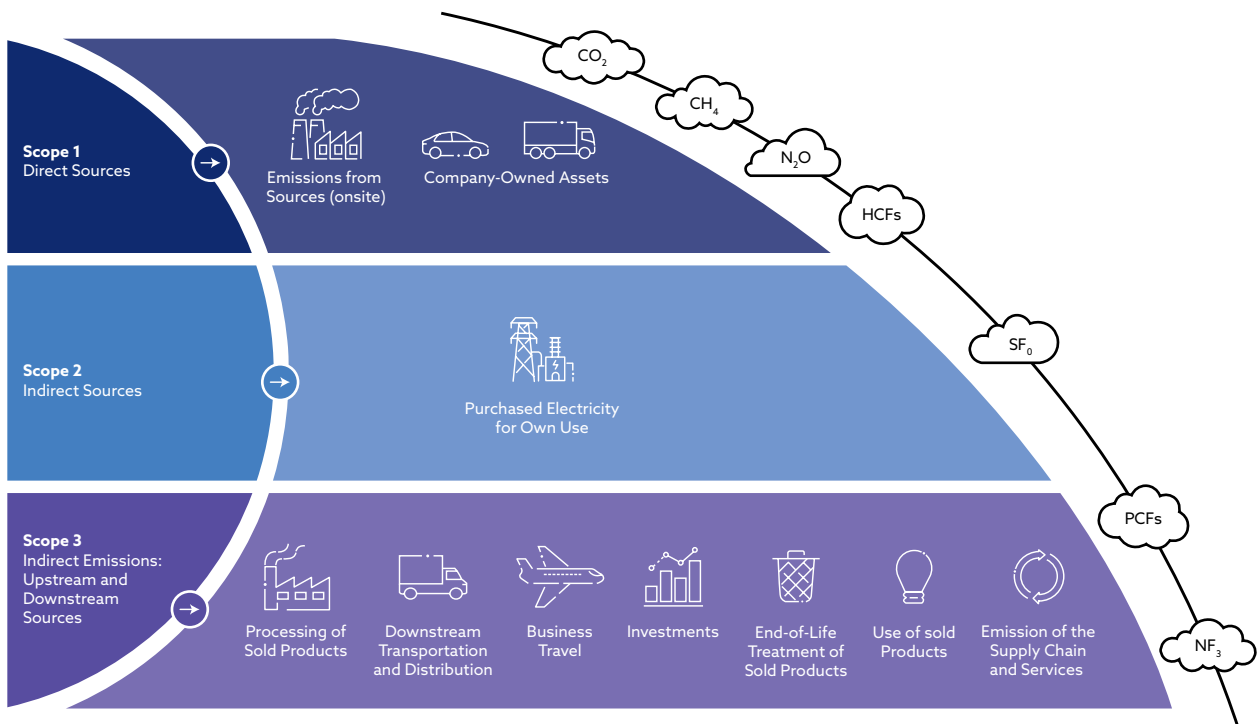 CO₂
CH₄
N₂O
HCFs
SF₀
PCFs
NF₃
Scope 1
Direct Sources
Emissions from
Sources (onsite)
Company-Owned Assets
Scope 2
Indirect Sources
Purchased Electricity
for Own Use
Scope 3
Indirect Emissions:
Upstream and
Downstream
Sources
Processing of
Sold Products
Downstream
Transportation
and Distribution
Business
Travel
Investments
End-of-Life
Treatment of
Sold Products
Use of sold
Products
Emission of the
Supply Chain
and Services